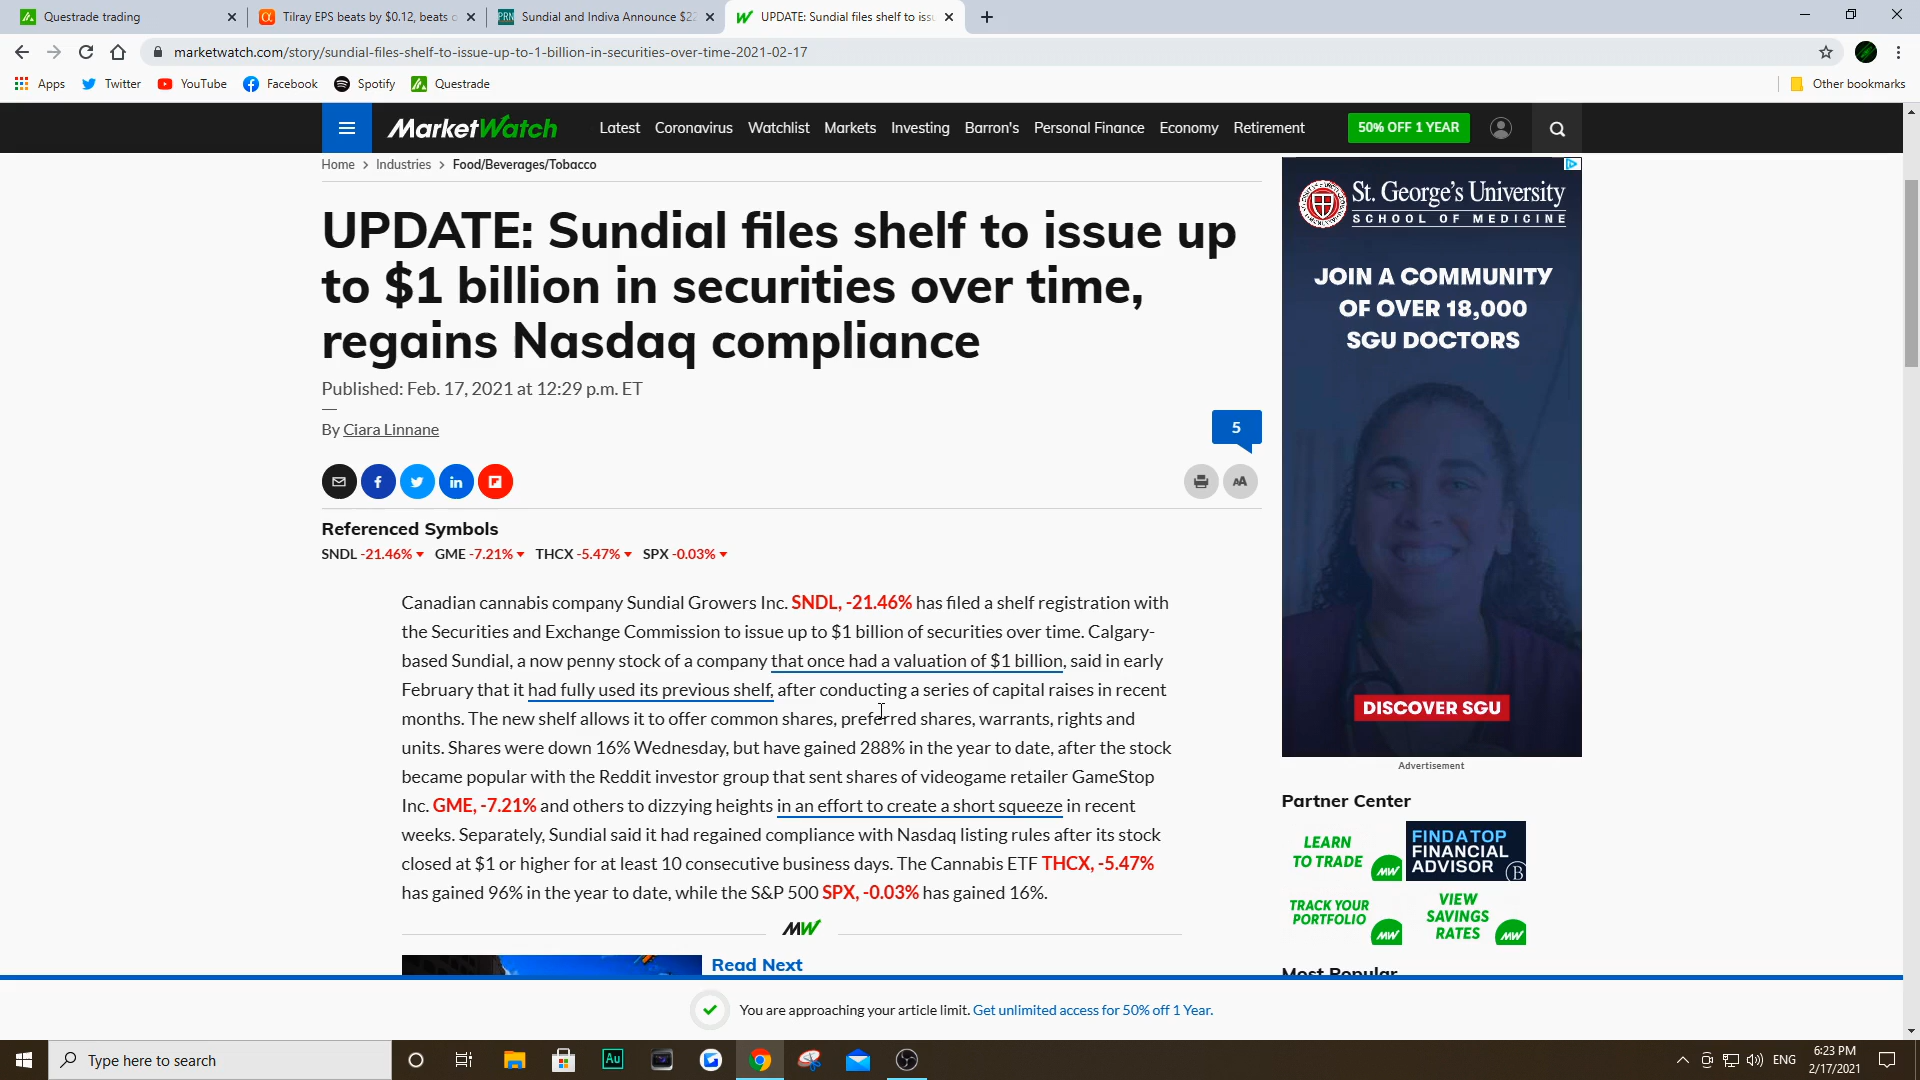 Questrade trading
Tilray EPS beats by $0.12, beats o
Sundial and Indiva Announce $22
UPDATE: Sundial files shelf to iss
marketwatch.com/story/sundial-files-shelf-to-issue-up-to-1-billion-in-securities-over-time-2021-02-17
Apps Twitter YouTube Facebook Spotify Questrade Other bookmarks
MarketWatch Latest Coronavirus Watchlist Markets Investing Barron's Personal Finance Economy Retirement 50% OFF 1 YEAR
Home > Industries > Food/Beverages/Tobacco
UPDATE: Sundial files shelf to issue up
to $1 billion in securities over time,
regains Nasdaq compliance
Published: Feb. 17, 2021 at 12:29 p.m. ET
By Ciara Linnane
5
AA
Referenced Symbols
SNDL -21.46% GME -7.21% THCX -5.47% SPX -0.03%
Canadian cannabis company Sundial Growers Inc. SNDL, -21.46% has filed a shelf registration with
the Securities and Exchange Commission to issue up to $1 billion of securities over time. Calgary-
based Sundial, a now penny stock of a company that once had a valuation of $1 billion, said in early
February that it had fully used its previous shelf, after conducting a series of capital raises in recent
months. The new shelf allows it to offer common shares, preferred shares, warrants, rights and
units. Shares were down 16% Wednesday, but have gained 288% in the year to date, after the stock
became popular with the Reddit investor group that sent shares of videogame retailer GameStop
Inc. GME, -7.21% and others to dizzying heights in an effort to create a short squeeze in recent
weeks. Separately, Sundial said it had regained compliance with Nasdaq listing rules after its stock
closed at $1 or higher for at least 10 consecutive business days. The Cannabis ETF THCX, -5.47%
has gained 96% in the year to date, while the S&P 500 SPX, -0.03% has gained 16%.
MW
Read Next
St. George's University
SCHOOL OF MEDICINE
JOIN A COMMUNITY
OF OVER 18,000
SGU DOCTORS
DISCOVER SGU
Advertisement
Partner Center
LEARN
TO TRADE
MW
FIND A TOP
FINANCIAL
ADVISOR
B
TRACK YOUR
PORTFOLIO
MW
VIEW
SAVINGS
RATES
MW
Most Popular
You are approaching your article limit. Get unlimited access for 50% off 1 Year.
Type here to search
Au
ENG
6:23 PM
2/17/2021